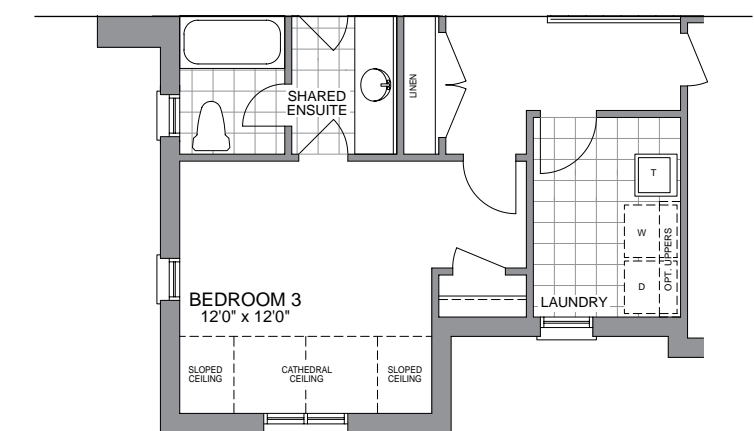 SHARED
ENSUITE
LINEN
T
W
D
OPT. UPPERS
LAUNDRY
BEDROOM 3
12'0" x 12'0"
SLOPED
CEILING
CATHEDRAL
CEILING
SLOPED
CEILING